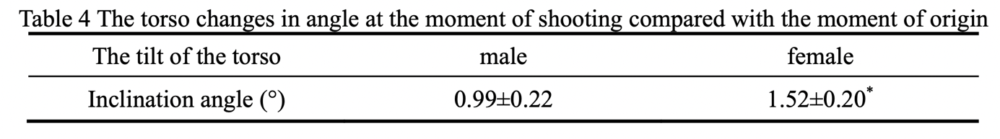 Table 4 The torso changes in angle at the moment of shooting compared with the moment of origin
The tilt of the torso male female
Inclination angle (°) 0.99±0.22 1.52±0.20*